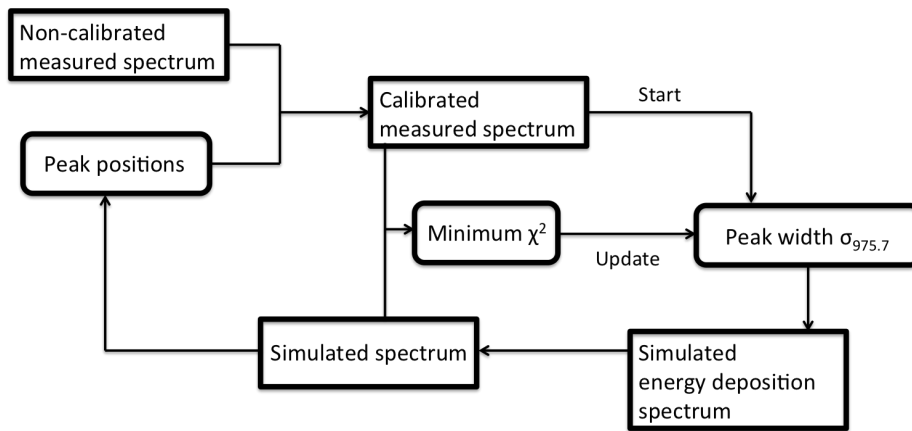 Non-calibrated
measured spectrum
Calibrated
measured spectrum
Start
Peak positions
Minimum χ²
Update
Peak width σ₉₇₅.₇
Simulated spectrum
Simulated
energy deposition
spectrum